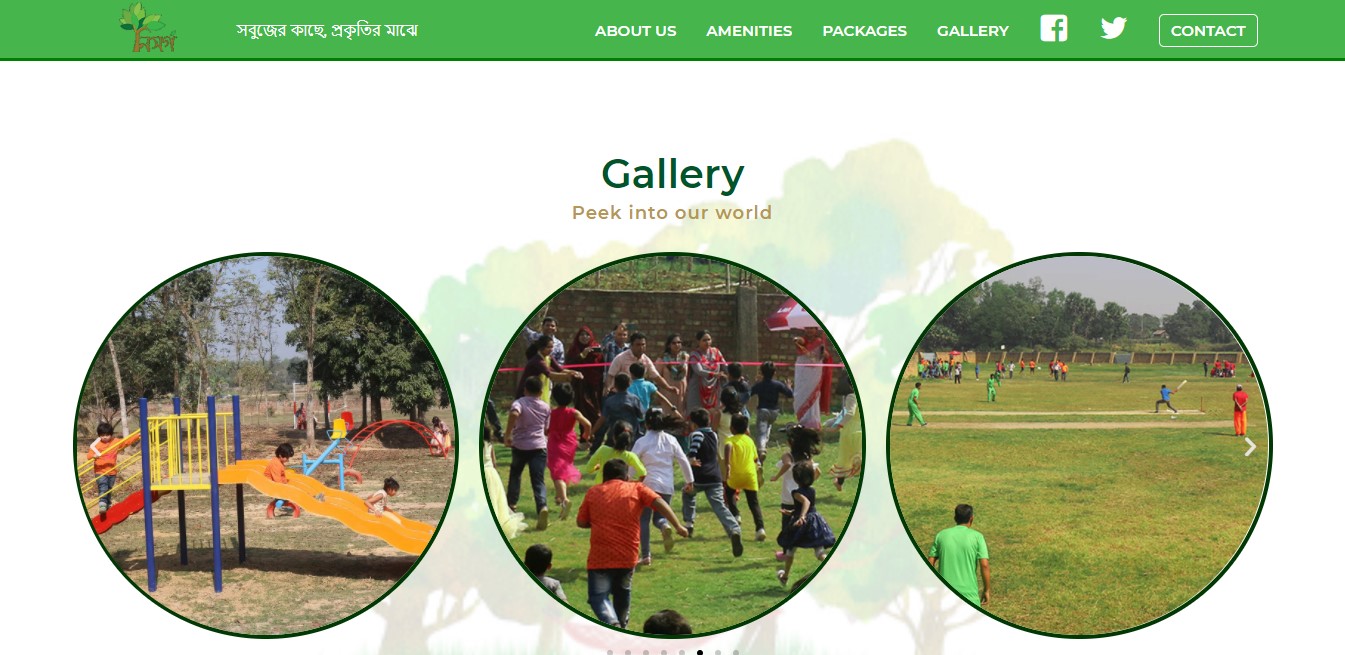 নিসর্গ
সবুজের কাছে, প্রকৃতির মাঝে
ABOUT US
AMENITIES
PACKAGES
GALLERY
CONTACT
Gallery
Peek into our world